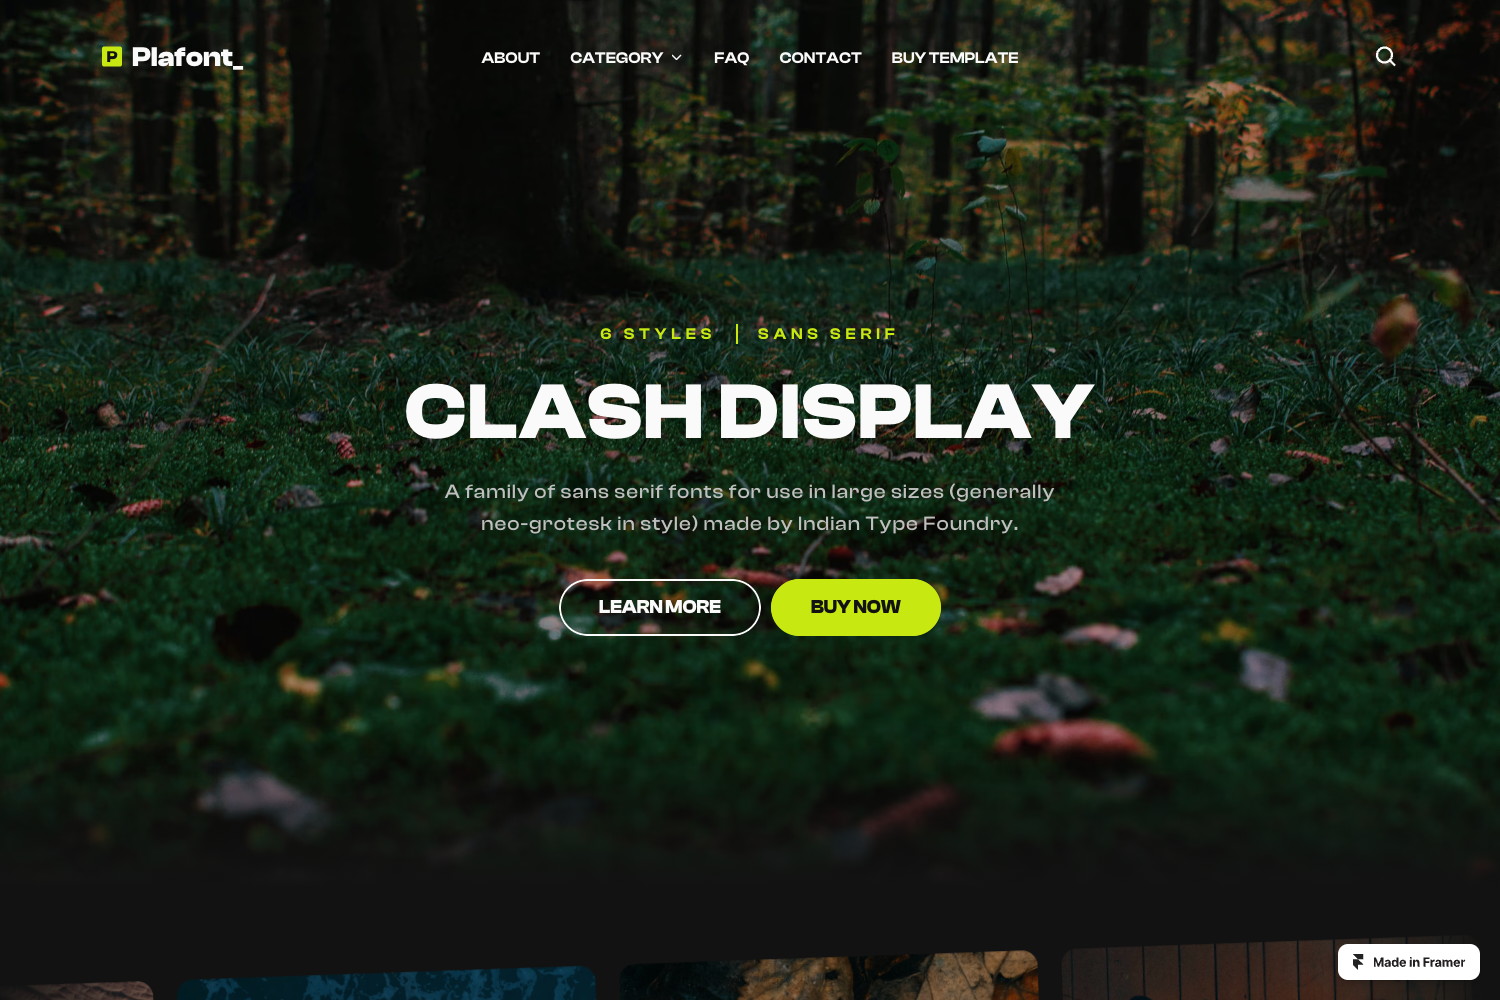 P Plafont_
ABOUT CATEGORY FAQ CONTACT BUY TEMPLATE
6 STYLES | SANS SERIF
CLASH DISPLAY
A family of sans serif fonts for use in large sizes (generally
neo-grotesk in style) made by Indian Type Foundry.
LEARN MORE BUY NOW
Made in Framer